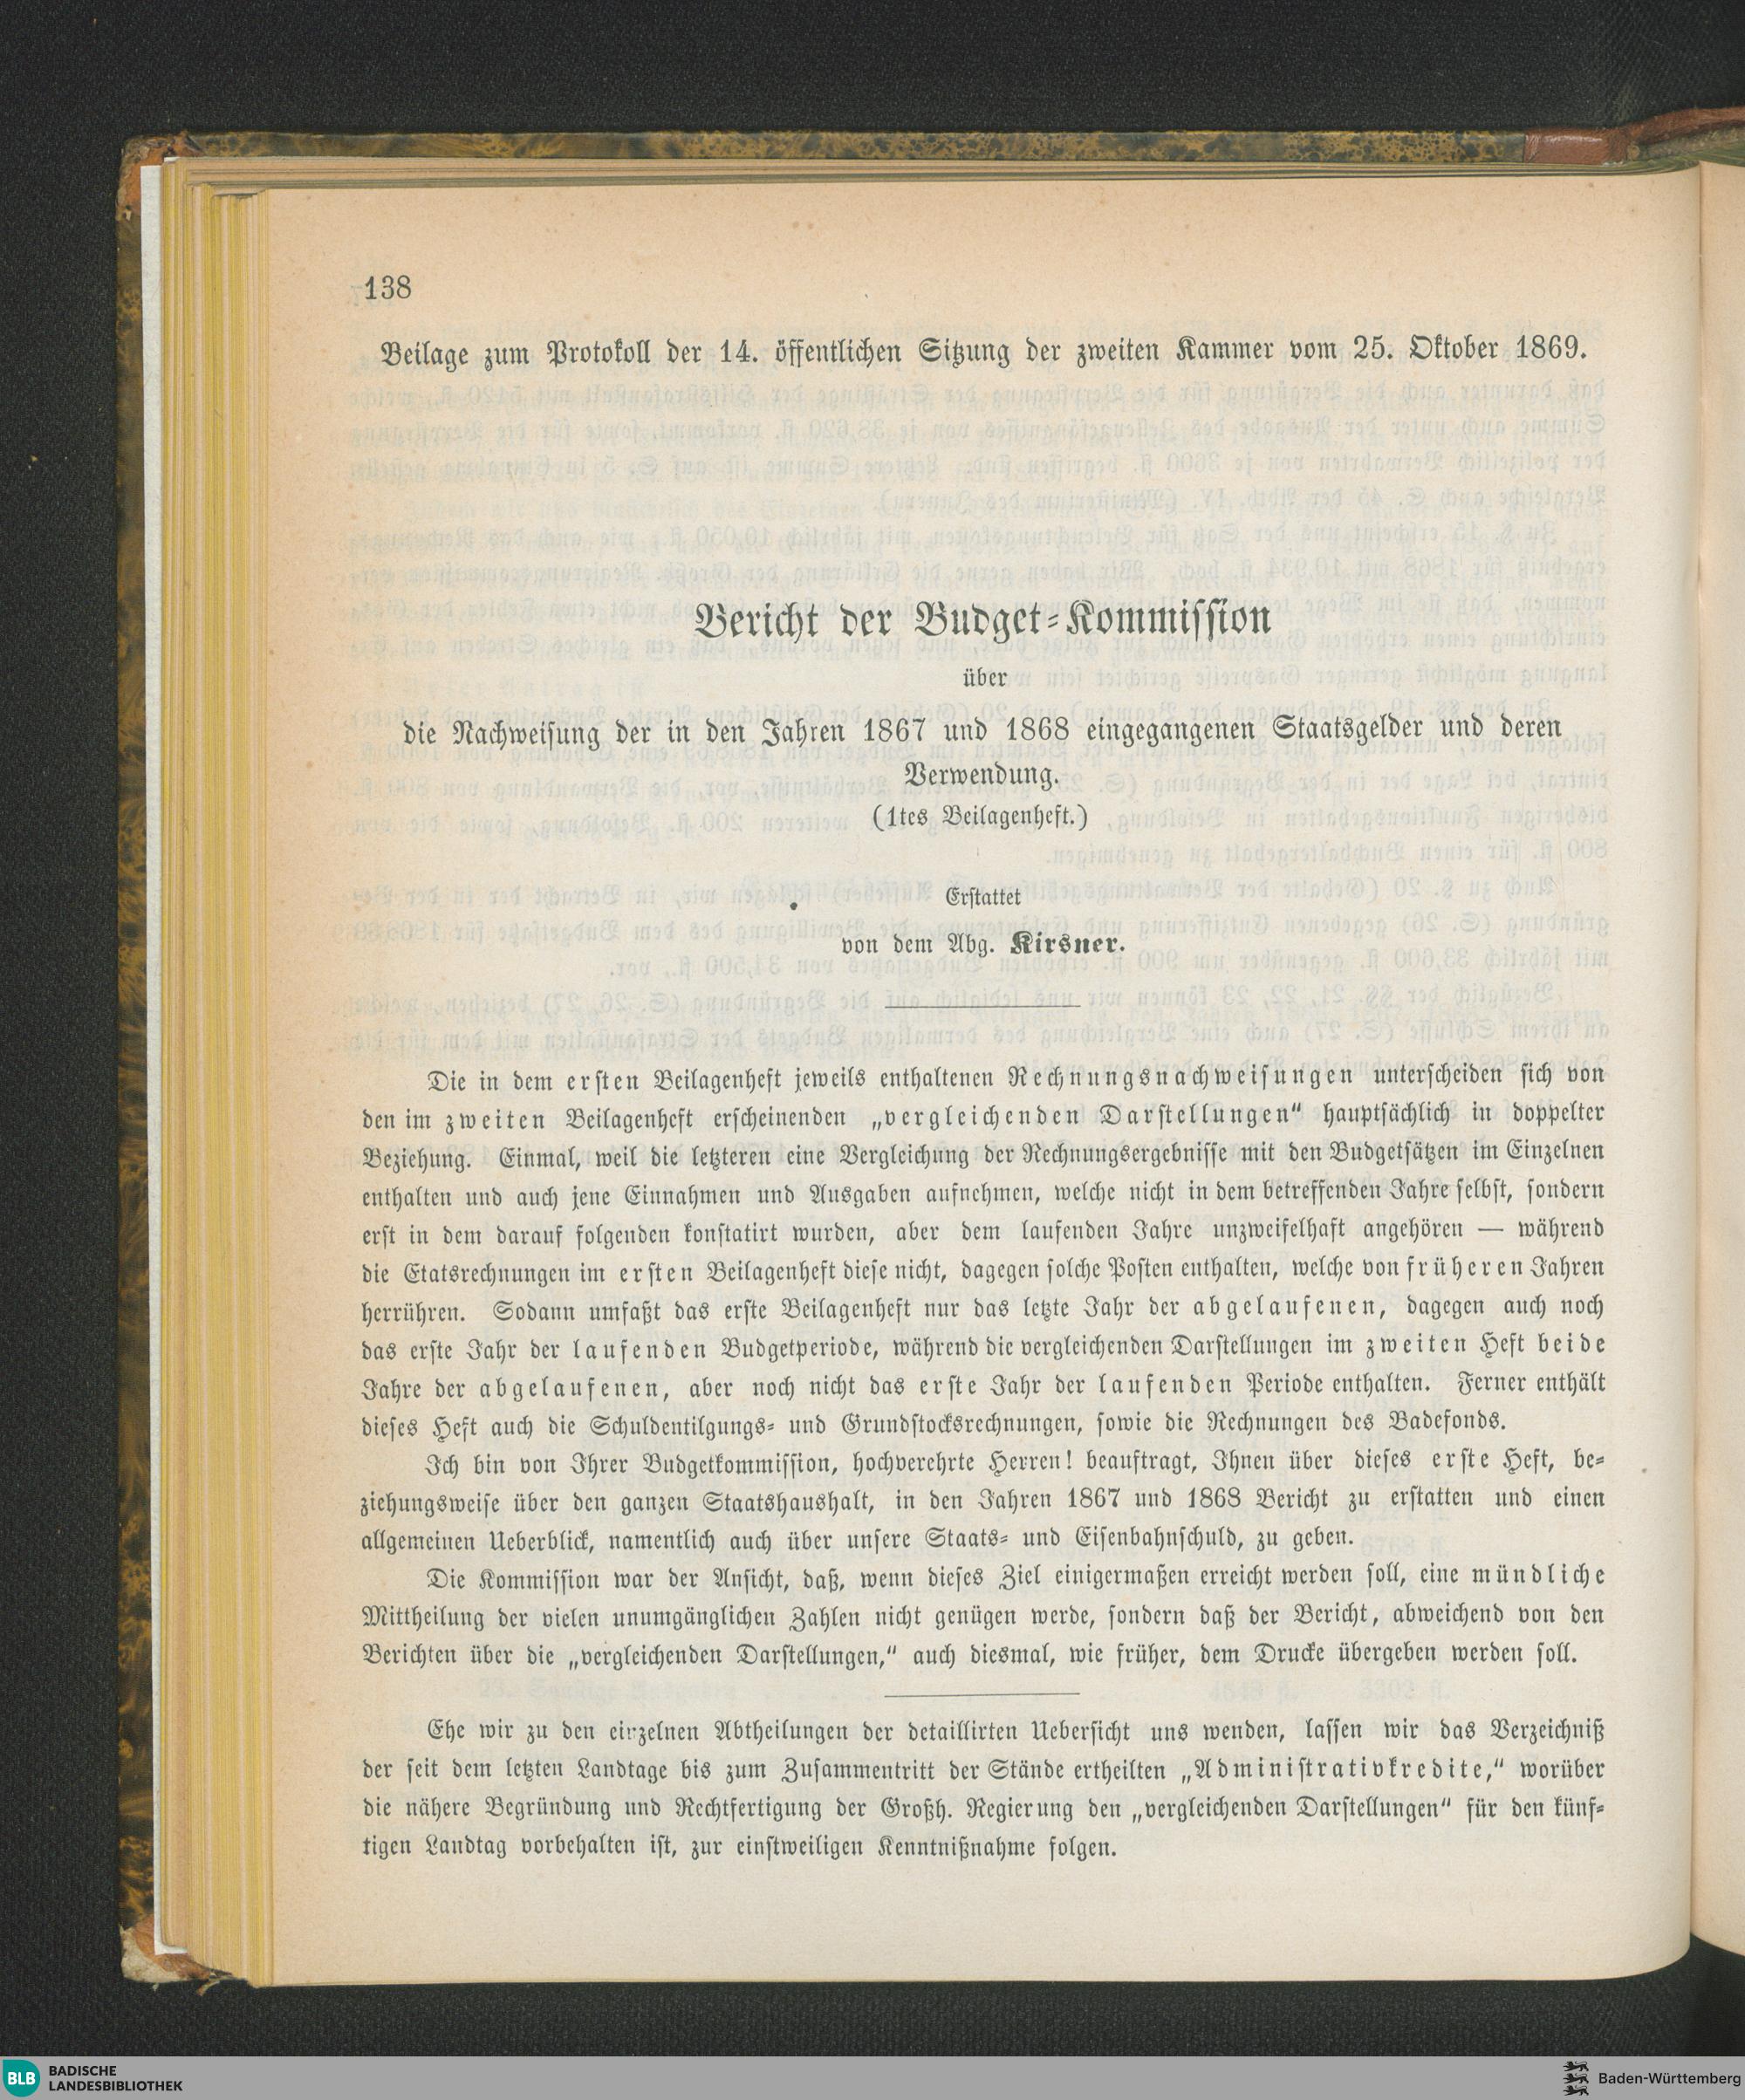 138
Beilage zum Protokoll der 14. öffentlichen Sitzung der zweiten Kammer vom 25. Oktober 1869.
Bericht der Budget-Kommission
über
die Nachweisung der in den Jahren 1867 und 1868 eingegangenen Staatsgelder und deren
Verwendung.
(1tes Beilagenheft.)
Erstattet
von dem Abg. Kirsner.
Die in dem ersten Beilagenheft jeweils enthaltenen Rechnungsnachweisungen unterscheiden sich von
den im zweiten Beilagenheft erscheinenden „vergleichenden Darstellungen“ hauptsächlich in doppelter
Beziehung. Einmal, weil die letzteren eine Vergleichung der Rechnungsergebnisse mit den Budgetsätzen im Einzelnen
enthalten und auch jene Einnahmen und Ausgaben aufnehmen, welche nicht in dem betreffenden Jahre selbst, sondern
erst in dem darauf folgenden konstatirt wurden, aber dem laufenden Jahre unzweifelhaft angehören — während
die Etatsrechnungen im ersten Beilagenheft diese nicht, dagegen solche Posten enthalten, welche von früheren Jahren
herrühren. Sodann umfaßt das erste Beilagenheft nur das letzte Jahr der abgelaufenen, dagegen auch noch
das erste Jahr der laufenden Budgetperiode, während die vergleichenden Darstellungen im zweiten Heft beide
Jahre der abgelaufenen, aber noch nicht das erste Jahr der laufenden Periode enthalten. Ferner enthält
dieses Heft auch die Schuldentilgungs- und Grundstocksrechnungen, sowie die Rechnungen des Badefonds.
Ich bin von Ihrer Budgetkommission, hochverehrte Herren! beauftragt, Ihnen über dieses erste Heft, be-
ziehungsweise über den ganzen Staatshaushalt, in den Jahren 1867 und 1868 Bericht zu erstatten und einen
allgemeinen Ueberblick, namentlich auch über unsere Staats- und Eisenbahnschuld, zu geben.
Die Kommission war der Ansicht, daß, wenn dieses Ziel einigermaßen erreicht werden soll, eine mündliche
Mittheilung der vielen unumgänglichen Zahlen nicht genügen werde, sondern daß der Bericht, abweichend von den
Berichten über die „vergleichenden Darstellungen,“ auch diesmal, wie früher, dem Drucke übergeben werden soll.
Ehe wir zu den einzelnen Abtheilungen der detaillirten Uebersicht uns wenden, lassen wir das Verzeichniß
der seit dem letzten Landtage bis zum Zusammentritt der Stände ertheilten „Administrativkredite,“ worüber
die nähere Begründung und Rechtfertigung der Großh. Regierung den „vergleichenden Darstellungen“ für den künf-
tigen Landtag vorbehalten ist, zur einstweiligen Kenntnißnahme folgen.
BLB BADISCHE
LANDESBIBLIOTHEK
Baden-Württemberg